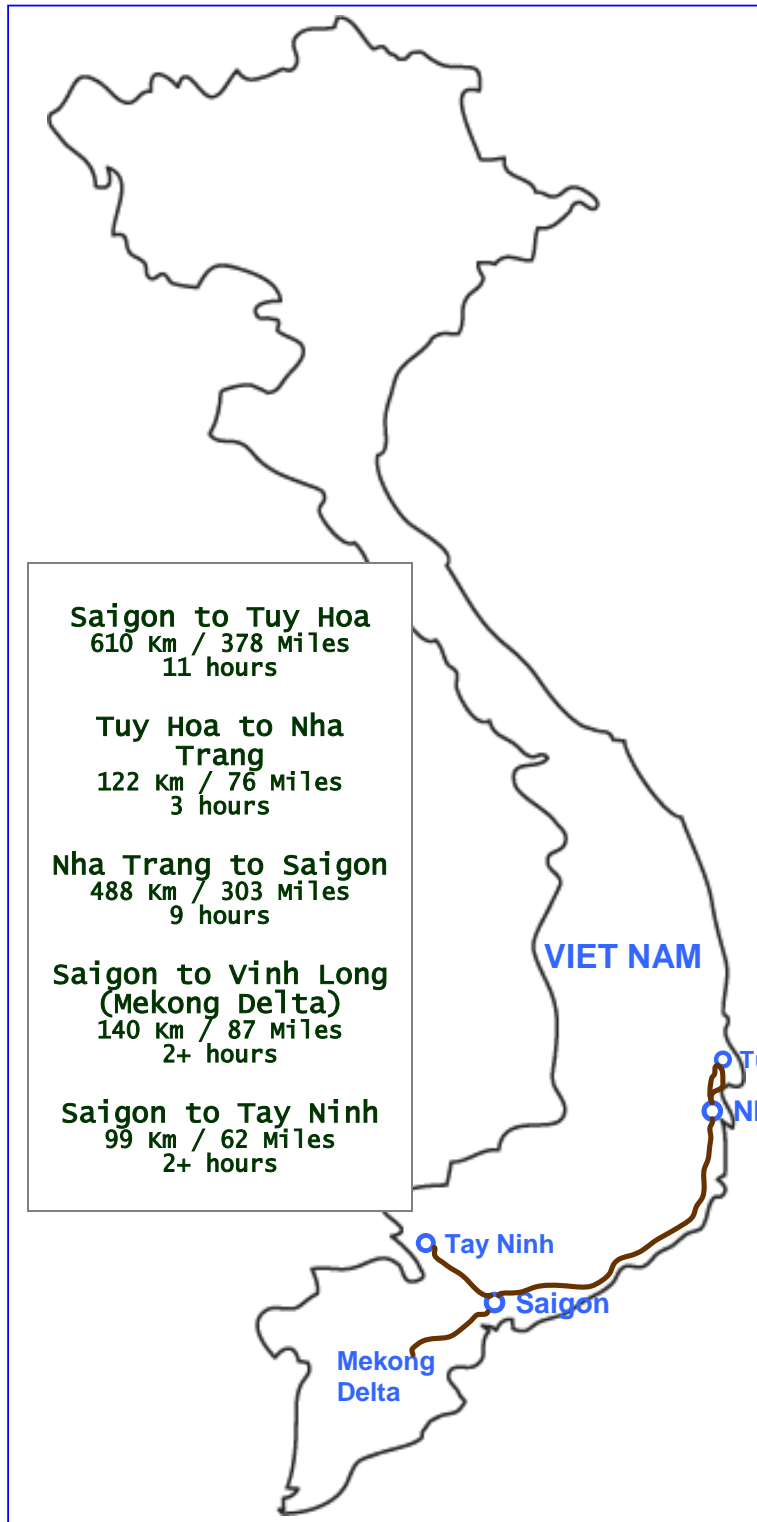 Saigon to Tuy Hoa
610 Km / 378 Miles
11 hours
Tuy Hoa to Nha
Trang
122 Km / 76 Miles
3 hours
Nha Trang to Saigon
488 Km / 303 Miles
9 hours
Saigon to Vinh Long
(Mekong Delta)
140 Km / 87 Miles
2+ hours
Saigon to Tay Ninh
99 Km / 62 Miles
2+ hours
VIET NAM
Tay Ninh
Saigon
Mekong
Delta